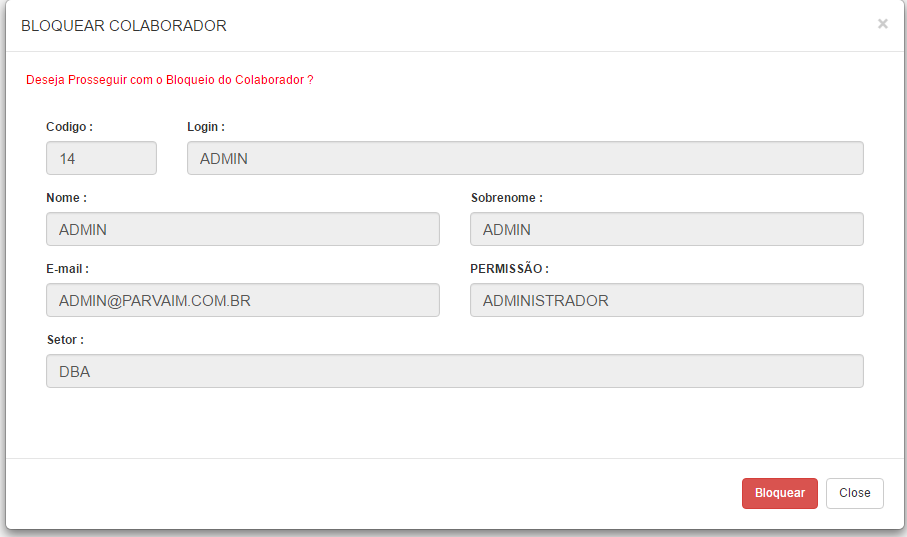 BLOQUEAR COLABORADOR ×
Deseja Prosseguir com o Bloqueio do Colaborador ?
Codigo : Login :
14 ADMIN
Nome : Sobrenome :
ADMIN ADMIN
E-mail : PERMISSÃO :
ADMIN@PARVAIM.COM.BR ADMINISTRADOR
Setor :
DBA
Bloquear Close